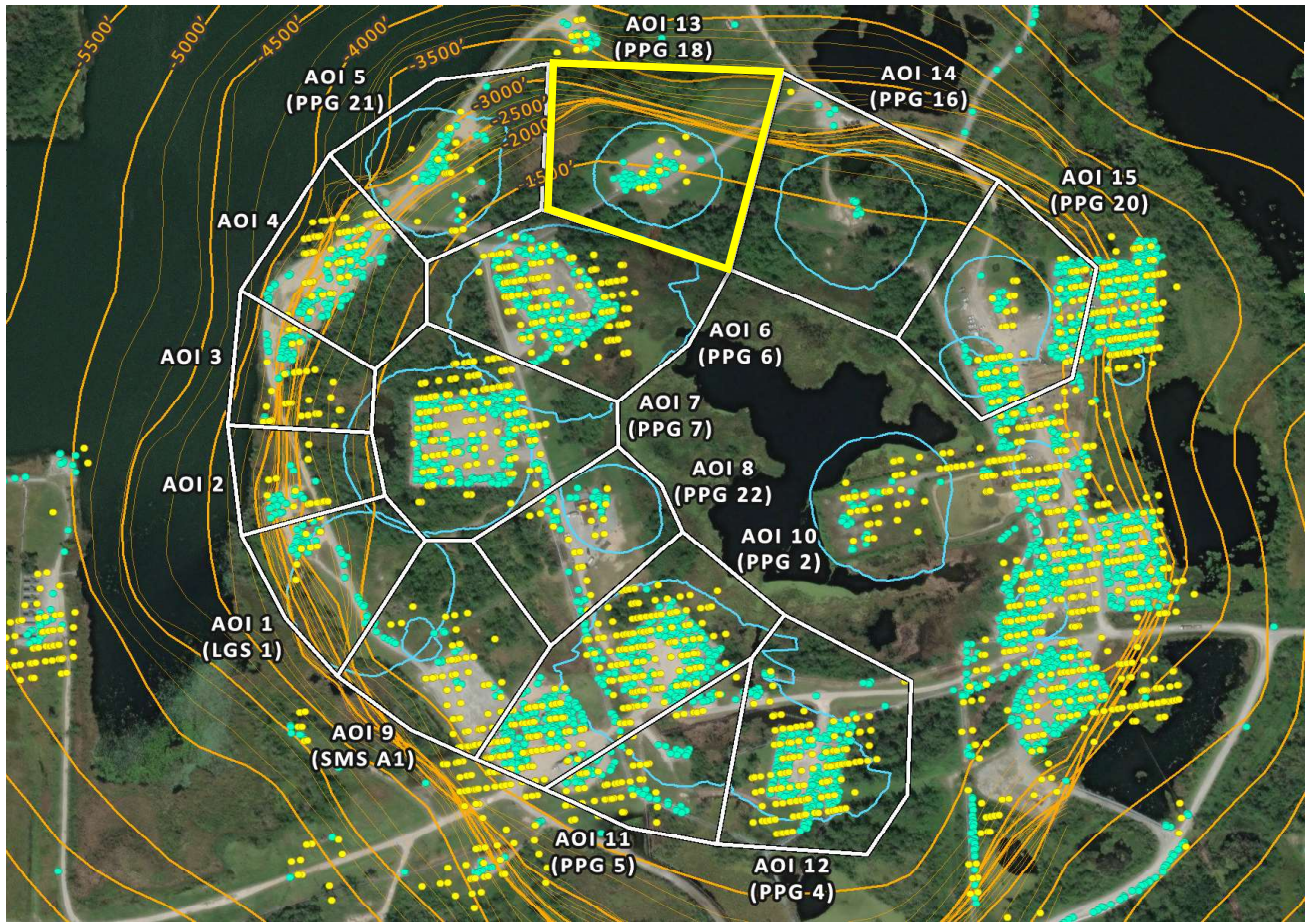 -5500'
-5000'
-4500'
-4000'
-3500'
-3000'
-2500'
-2000'
-1500'
AOI 13
(PPG 18)
AOI 5
(PPG 21)
AOI 14
(PPG 16)
AOI 15
(PPG 20)
AOI 4
AOI 3
AOI 6
(PPG 6)
AOI 7
(PPG 7)
AOI 2
AOI 8
(PPG 22)
AOI 10
(PPG 2)
AOI 1
(LGS 1)
AOI 9
(SMS A1)
AOI 11
(PPG 5)
AOI 12
(PPG 4)